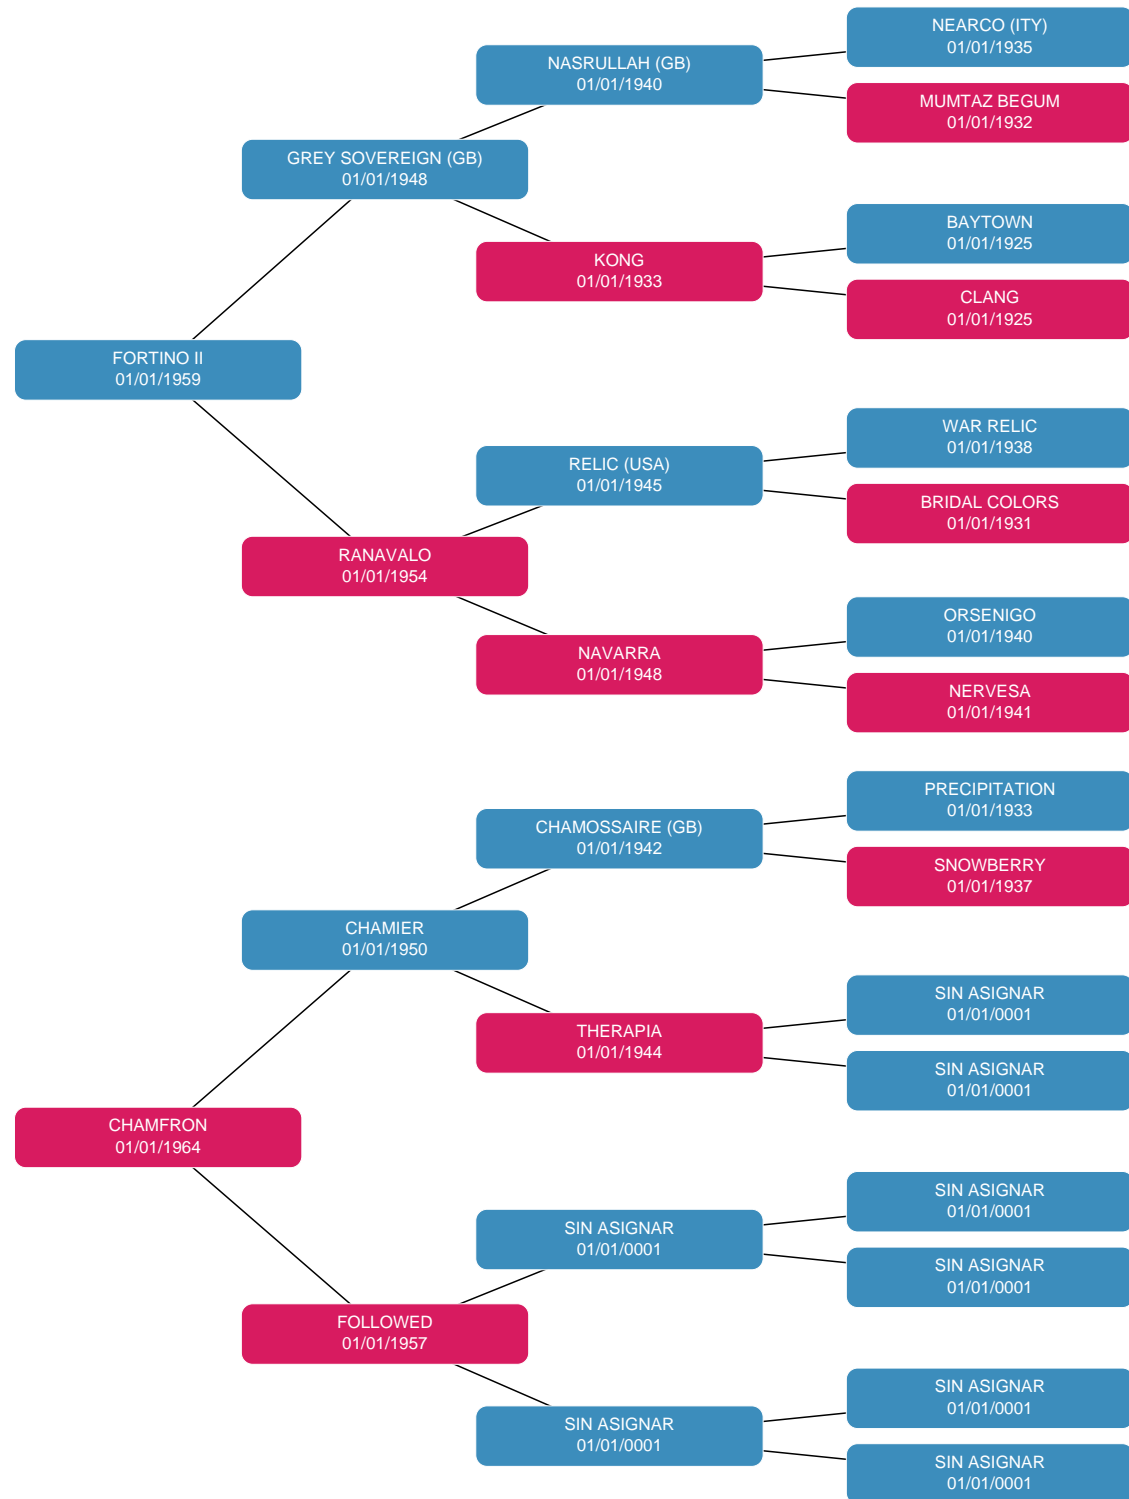 NEARCO (ITY)
01/01/1935
NASRULLAH (GB)
01/01/1940
MUMTAZ BEGUM
01/01/1932
GREY SOVEREIGN (GB)
01/01/1948
BAYTOWN
01/01/1925
KONG
01/01/1933
CLANG
01/01/1925
FORTINO II
01/01/1959
WAR RELIC
01/01/1938
RELIC (USA)
01/01/1945
BRIDAL COLORS
01/01/1931
RANAVALO
01/01/1954
ORSENIGO
01/01/1940
NAVARRA
01/01/1948
NERVESA
01/01/1941
PRECIPITATION
01/01/1933
CHAMOSSAIRE (GB)
01/01/1942
SNOWBERRY
01/01/1937
CHAMIER
01/01/1950
SIN ASIGNAR
01/01/0001
THERAPIA
01/01/1944
SIN ASIGNAR
01/01/0001
CHAMFRON
01/01/1964
SIN ASIGNAR
01/01/0001
SIN ASIGNAR
01/01/0001
SIN ASIGNAR
01/01/0001
FOLLOWED
01/01/1957
SIN ASIGNAR
01/01/0001
SIN ASIGNAR
01/01/0001
SIN ASIGNAR
01/01/0001